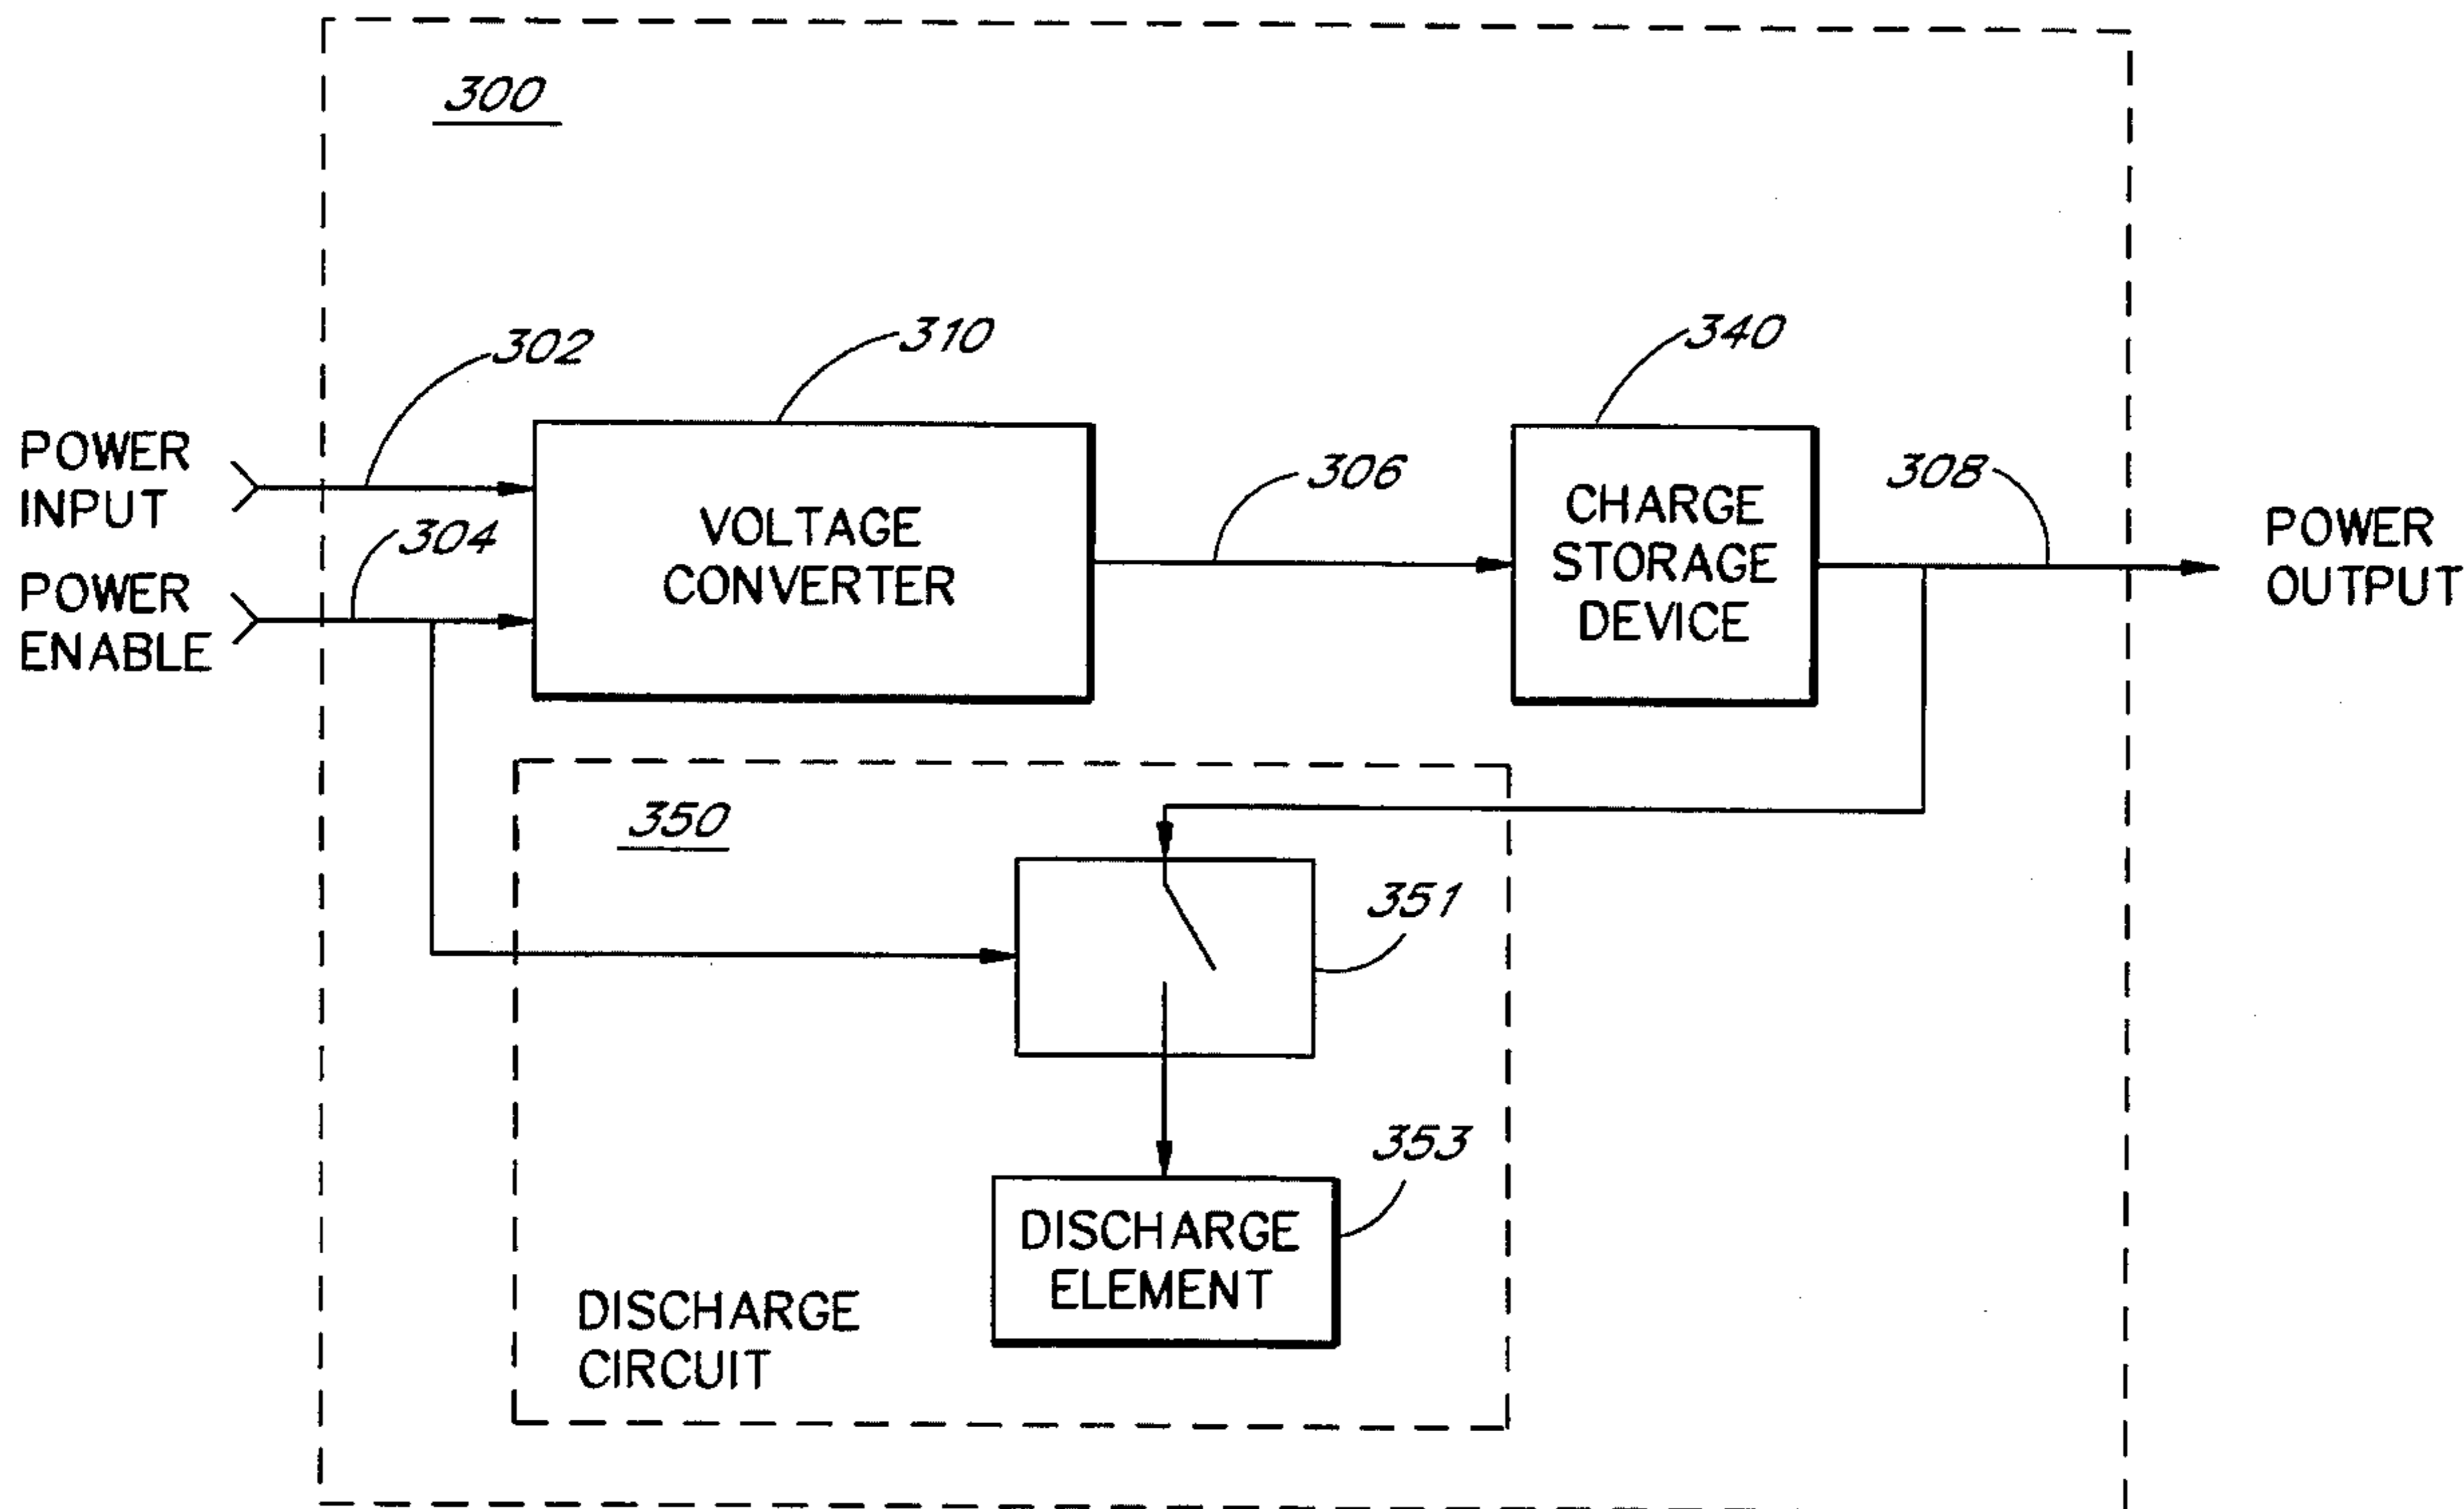 300
302
310
340
POWER
INPUT
304
306
308
VOLTAGE
CONVERTER
CHARGE
STORAGE
DEVICE
POWER
OUTPUT
POWER
ENABLE
350
351
353
DISCHARGE
ELEMENT
DISCHARGE
CIRCUIT